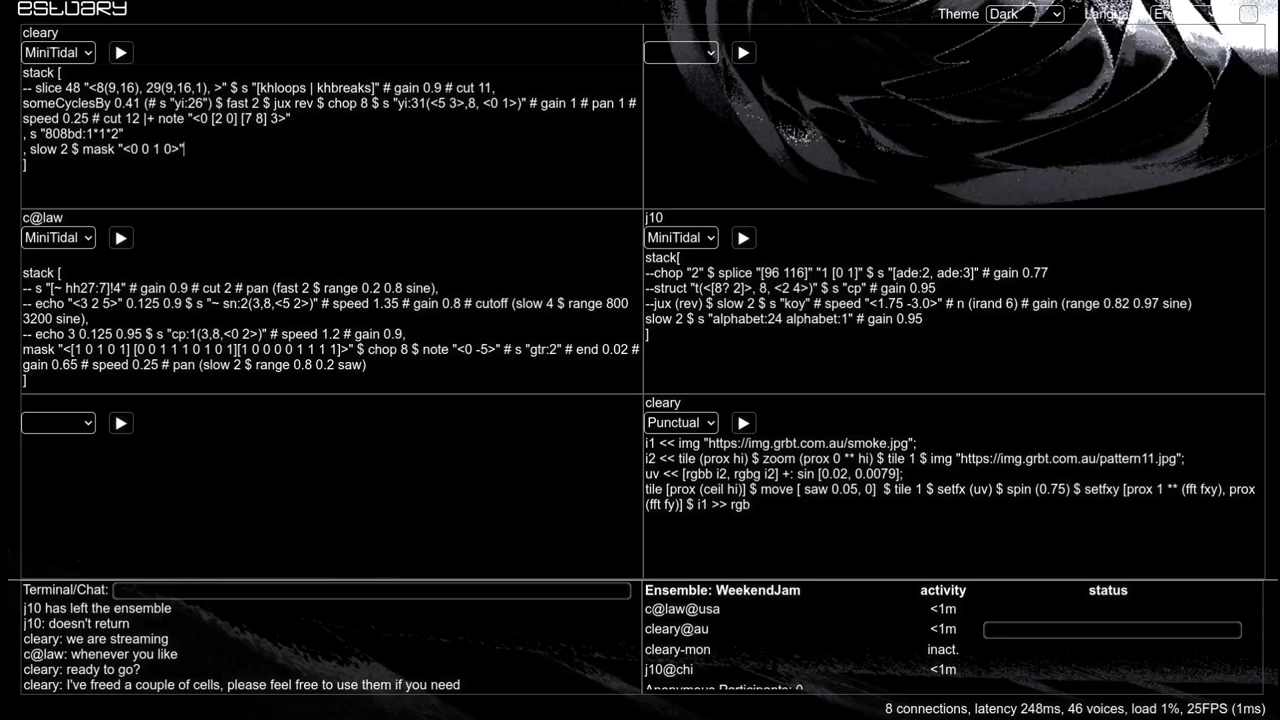 estuary
Theme Dark
cleary
MiniTidal
stack [
-- slice 48 "<8(9,16), 29(9,16,1), >" $ s "[khloops | khbreaks]" # gain 0.9 # cut 11,
someCyclesBy 0.41 (# s "yi:26") $ fast 2 $ jux rev $ chop 8 $ s "yi:31(<5 3>,8, <0 1>)" # gain 1 # pan 1 #
speed 0.25 # cut 12 |+ note "<0 [2 0] [7 8] 3>"
, s "808bd:1*1*2"
, slow 2 $ mask "<0 0 1 0>"
]
c@law
MiniTidal
stack [
-- s "[~ hh27:7]!4" # gain 0.9 # cut 2 # pan (fast 2 $ range 0.2 0.8 sine),
-- echo "<3 2 5>" 0.125 0.9 $ s "~ sn:2(3,8,<5 2>)" # speed 1.35 # gain 0.8 # cutoff (slow 4 $ range 800
3200 sine),
-- echo 3 0.125 0.95 $ s "cp:1(3,8,<0 2>)" # speed 1.2 # gain 0.9,
mask "<[1 0 1 0 1] [0 0 1 1 1 0 1 0 1][1 0 0 0 0 1 1 1 1]>" $ chop 8 $ note "<0 -5>" # s "gtr:2" # end 0.02 #
gain 0.65 # speed 0.25 # pan (slow 2 $ range 0.8 0.2 saw)
]
j10
MiniTidal
stack[
--chop "2" $ splice "[96 116]" "1 [0 1]" $ s "[ade:2, ade:3]" # gain 0.77
--struct "t(<[8? 2]>, 8, <2 4>)" $ s "cp" # gain 0.95
--jux (rev) $ slow 2 $ s "koy" # speed "<1.75 -3.0>" # n (irand 6) # gain (range 0.82 0.97 sine)
slow 2 $ s "alphabet:24 alphabet:1" # gain 0.95
]
cleary
Punctual
i1 << img "https://img.grbt.com.au/smoke.jpg";
i2 << tile (prox hi) $ zoom (prox 0 ** hi) $ tile 1 $ img "https://img.grbt.com.au/pattern11.jpg";
uv << [rgbb i2, rgbg i2] +: sin [0.02, 0.0079];
tile [prox (ceil hi)] $ move [ saw 0.05, 0]  $ tile 1 $ setfx (uv) $ spin (0.75) $ setfxy [prox 1 ** (fft fxy), prox
(fft fy)] $ i1 >> rgb
Terminal/Chat:
j10 has left the ensemble
j10: doesn't return
cleary: we are streaming
c@law: whenever you like
cleary: ready to go?
cleary: I've freed a couple of cells, please feel free to use them if you need
Ensemble: WeekendJam activity status
c@law@usa <1m
cleary@au <1m
cleary-mon inact.
j10@chi <1m
Anonymous Participants: 0
8 connections, latency 248ms, 46 voices, load 1%, 25FPS (1ms)